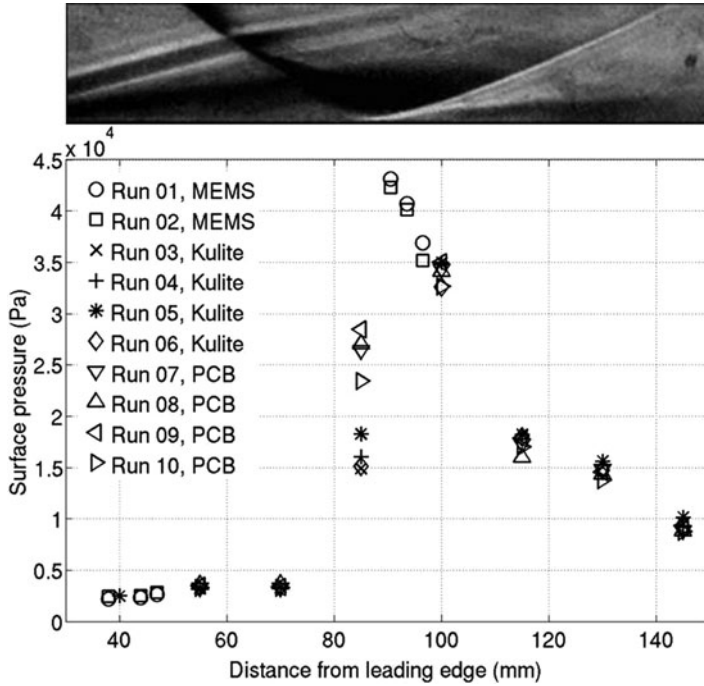 × 10⁴
4.5
4
3.5
3
2.5
2
1.5
1
0.5
0
Surface pressure (Pa)
Run 01, MEMS
Run 02, MEMS
Run 03, Kulite
Run 04, Kulite
Run 05, Kulite
Run 06, Kulite
Run 07, PCB
Run 08, PCB
Run 09, PCB
Run 10, PCB
40 60 80 100 120 140
Distance from leading edge (mm)